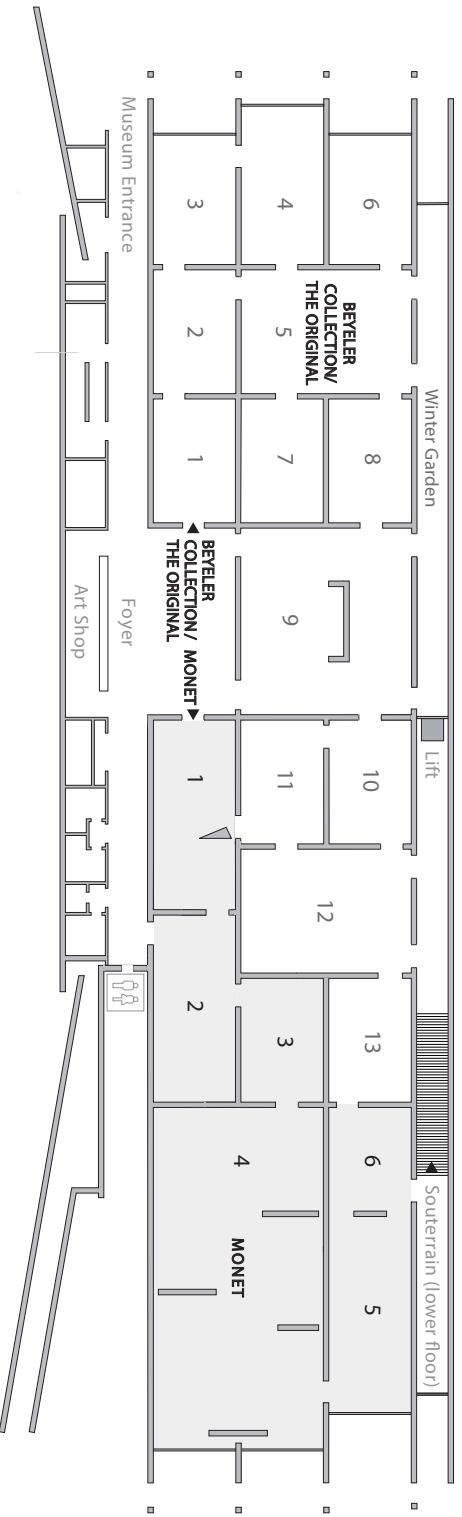 Winter Garden
Lift
Souterrain (lower floor)
6
8
10
13
6
5
BEYELER
COLLECTION/
THE ORIGINAL
4
5
7
9
11
12
3
4
MONET
3
2
1
BEYELER
COLLECTION/
THE ORIGINAL
MONET
1
2
Museum Entrance
Foyer
Art Shop